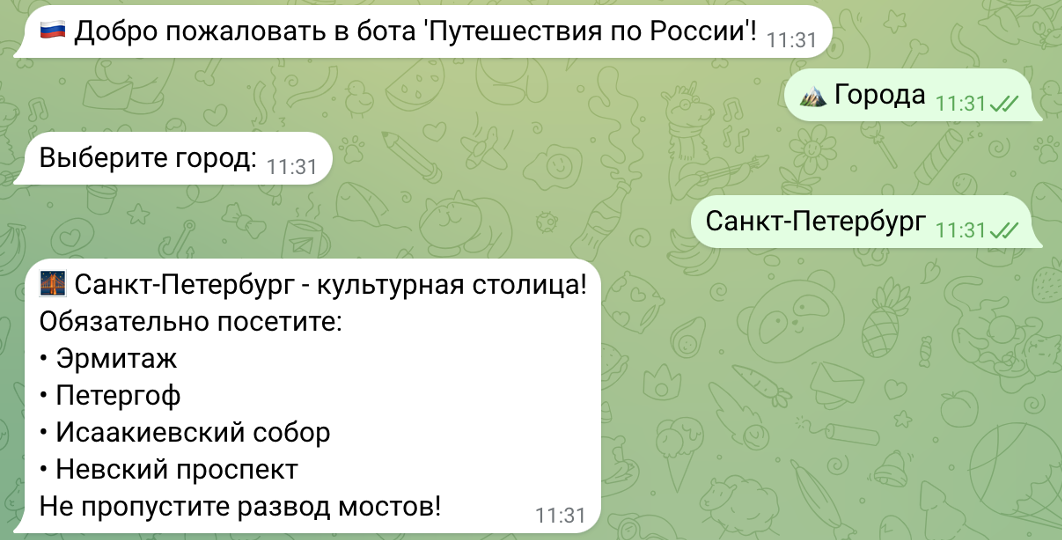 🇷🇺 Добро пожаловать в бота 'Путешествия по России'! 11:31
🏔️ Города 11:31
Выберите город: 11:31
Санкт-Петербург 11:31
🌉 Санкт-Петербург - культурная столица!
Обязательно посетите:
• Эрмитаж
• Петергоф
• Исаакиевский собор
• Невский проспект
Не пропустите развод мостов! 11:31